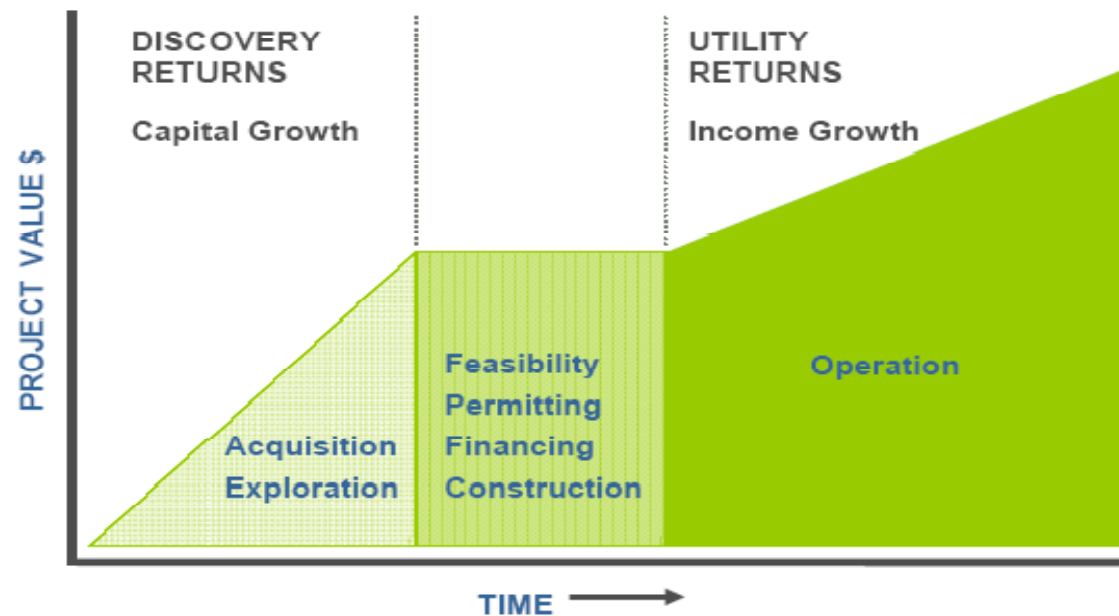 DISCOVERY
RETURNS
Capital Growth
UTILITY
RETURNS
Income Growth
PROJECT VALUE $
Acquisition
Exploration
Feasibility
Permitting
Financing
Construction
Operation
TIME